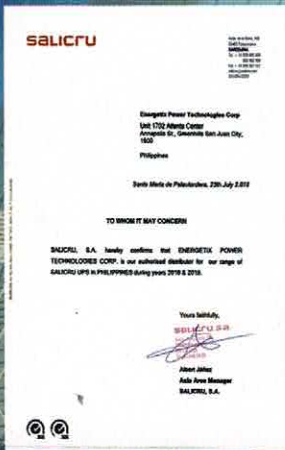 SALICRU
Energetix Power Technologies Corp
Unit 1702 Atlanta Center
Annapolis St., Greenhills San Juan City,
1500
Philippines
Santa Maria de Palautordera, 23th July 2.018
TO WHOM IT MAY CONCERN
SALICRU, S.A. hereby confirms that ENERGETIX POWER
TECHNOLOGIES CORP. is our authorised distributor for our range of
SALICRU UPS in PHILIPPINES during years 2018 & 2019.
Yours faithfully,
SALICRU SA
Albert Jáñez
Asia Area Manager
SALICRU, S.A.